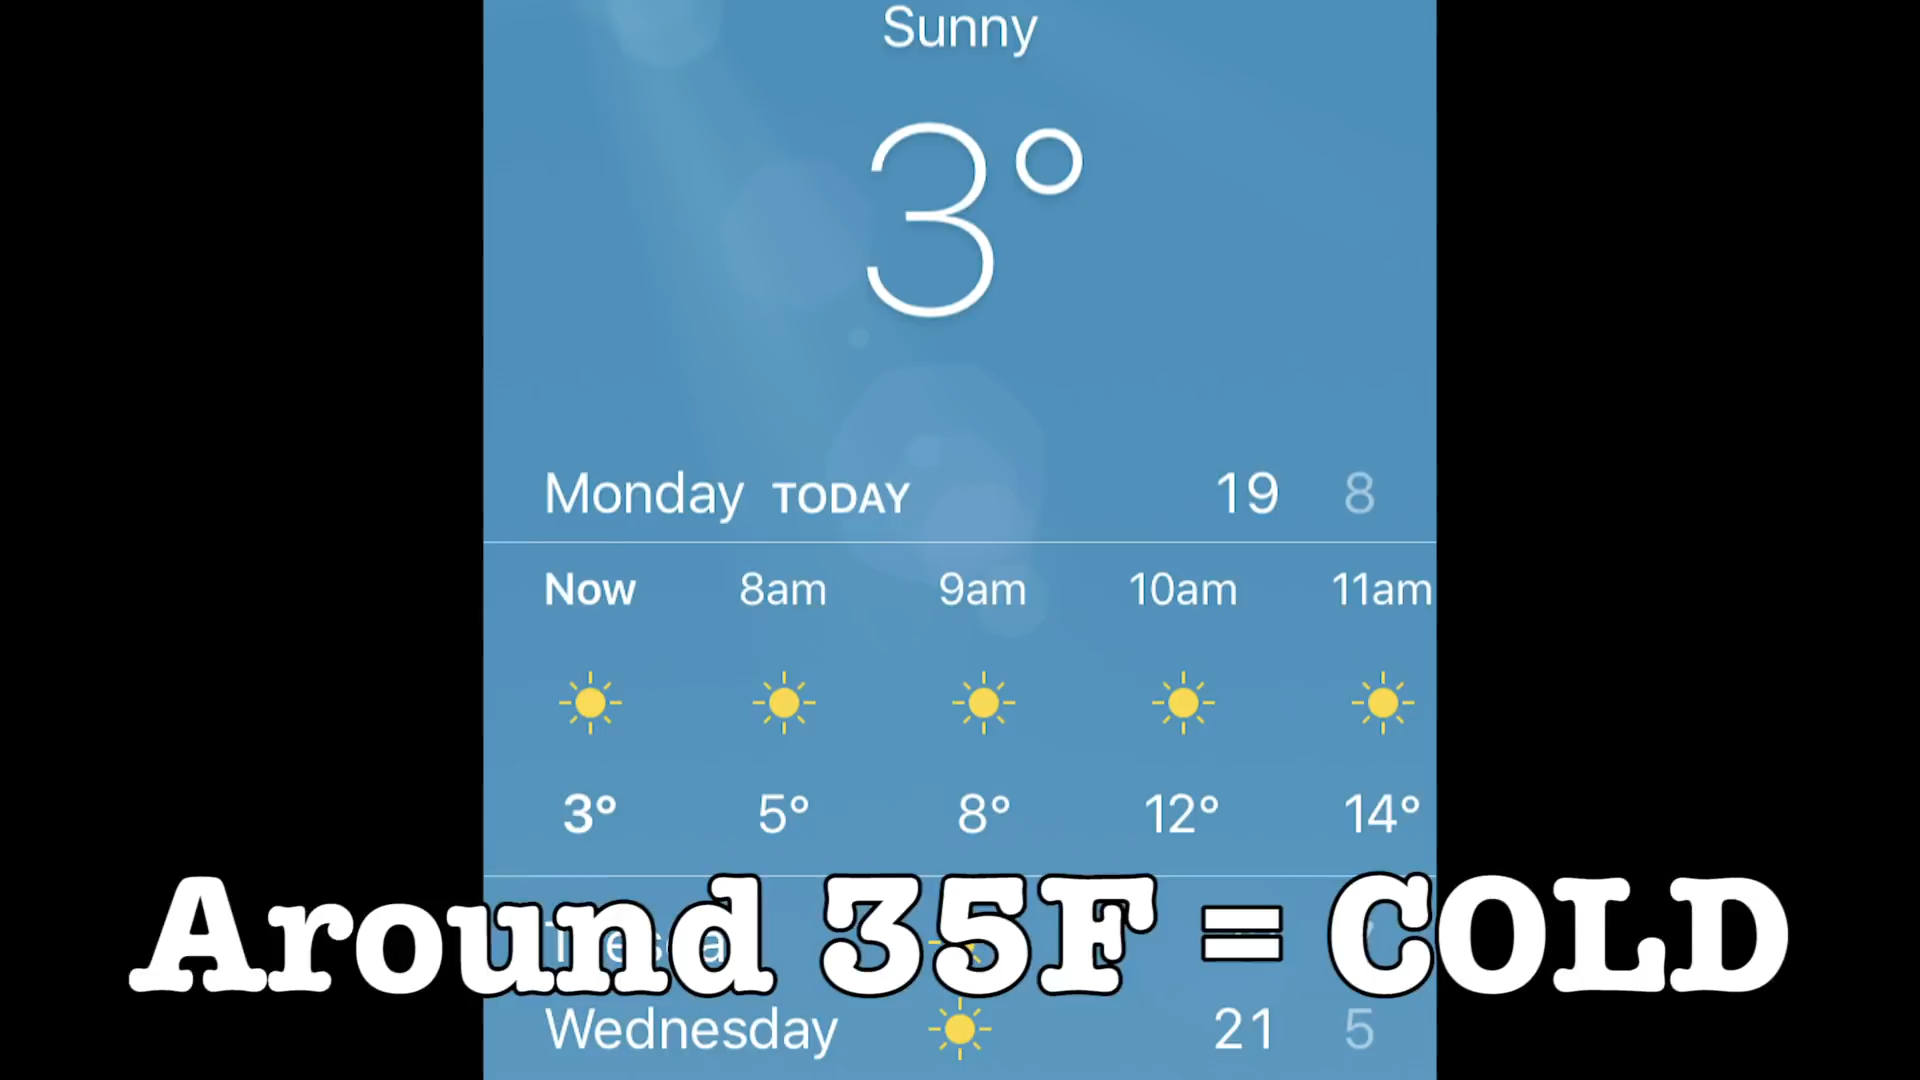 Sunny
3°
Monday TODAY 19 8
Now 8am 9am 10am 11am
3° 5° 8° 12° 14°
Around 35F = COLD
Wednesday 21 5